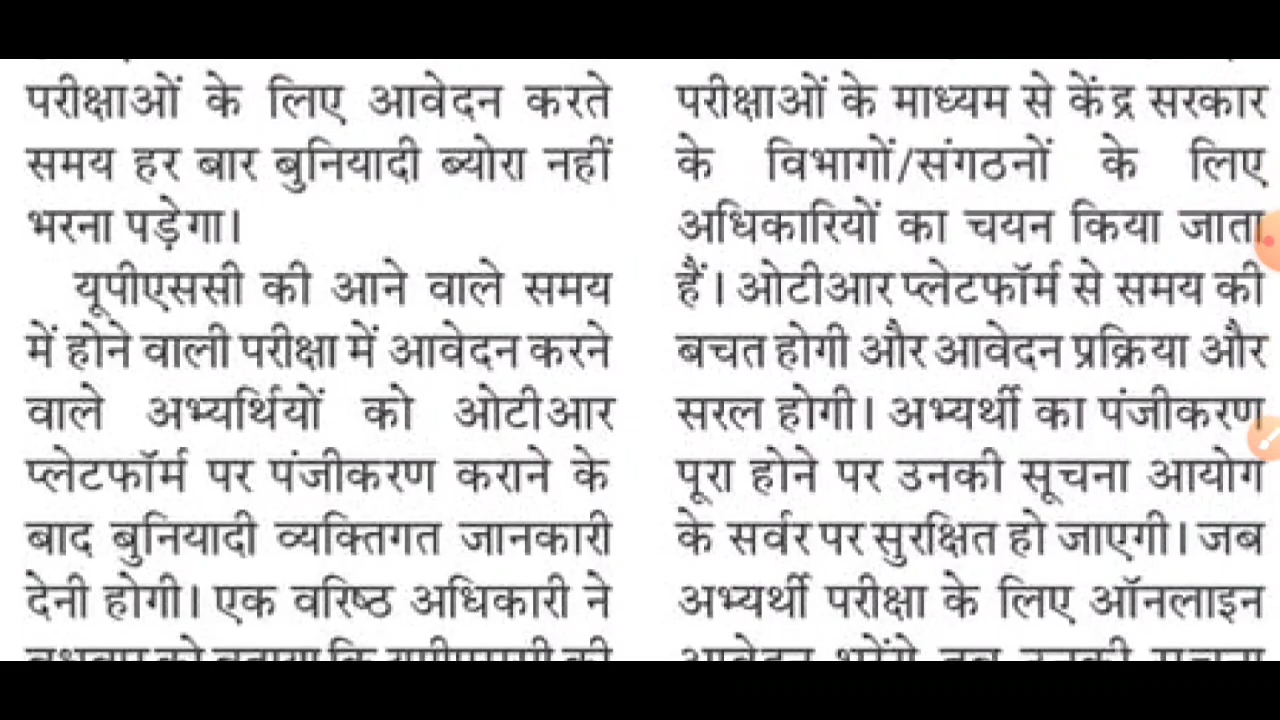 परीक्षाओं के लिए आवेदन करते
समय हर बार बुनियादी ब्योरा नहीं
भरना पड़ेगा।
यूपीएससी की आने वाले समय
में होने वाली परीक्षा में आवेदन करने
वाले अभ्यर्थियों को ओटीआर
प्लेटफॉर्म पर पंजीकरण कराने के
बाद बुनियादी व्यक्तिगत जानकारी
देनी होगी। एक वरिष्ठ अधिकारी ने
परीक्षाओं के माध्यम से केंद्र सरकार
के विभागों/संगठनों के लिए
अधिकारियों का चयन किया जाता
हैं। ओटीआर प्लेटफॉर्म से समय की
बचत होगी और आवेदन प्रक्रिया और
सरल होगी। अभ्यर्थी का पंजीकरण
पूरा होने पर उनकी सूचना आयोग
के सर्वर पर सुरक्षित हो जाएगी। जब
अभ्यर्थी परीक्षा के लिए ऑनलाइन